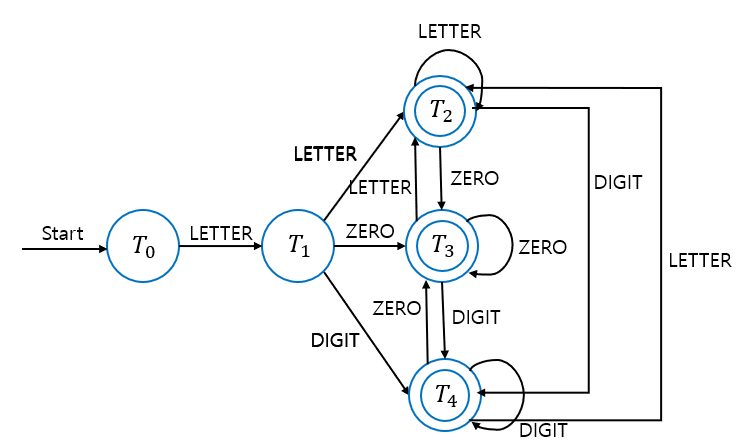 LETTER
T2
LETTER
LETTER
ZERO
DIGIT
Start
T0
LETTER
T1
ZERO
T3
ZERO
LETTER
ZERO
DIGIT
DIGIT
T4
DIGIT